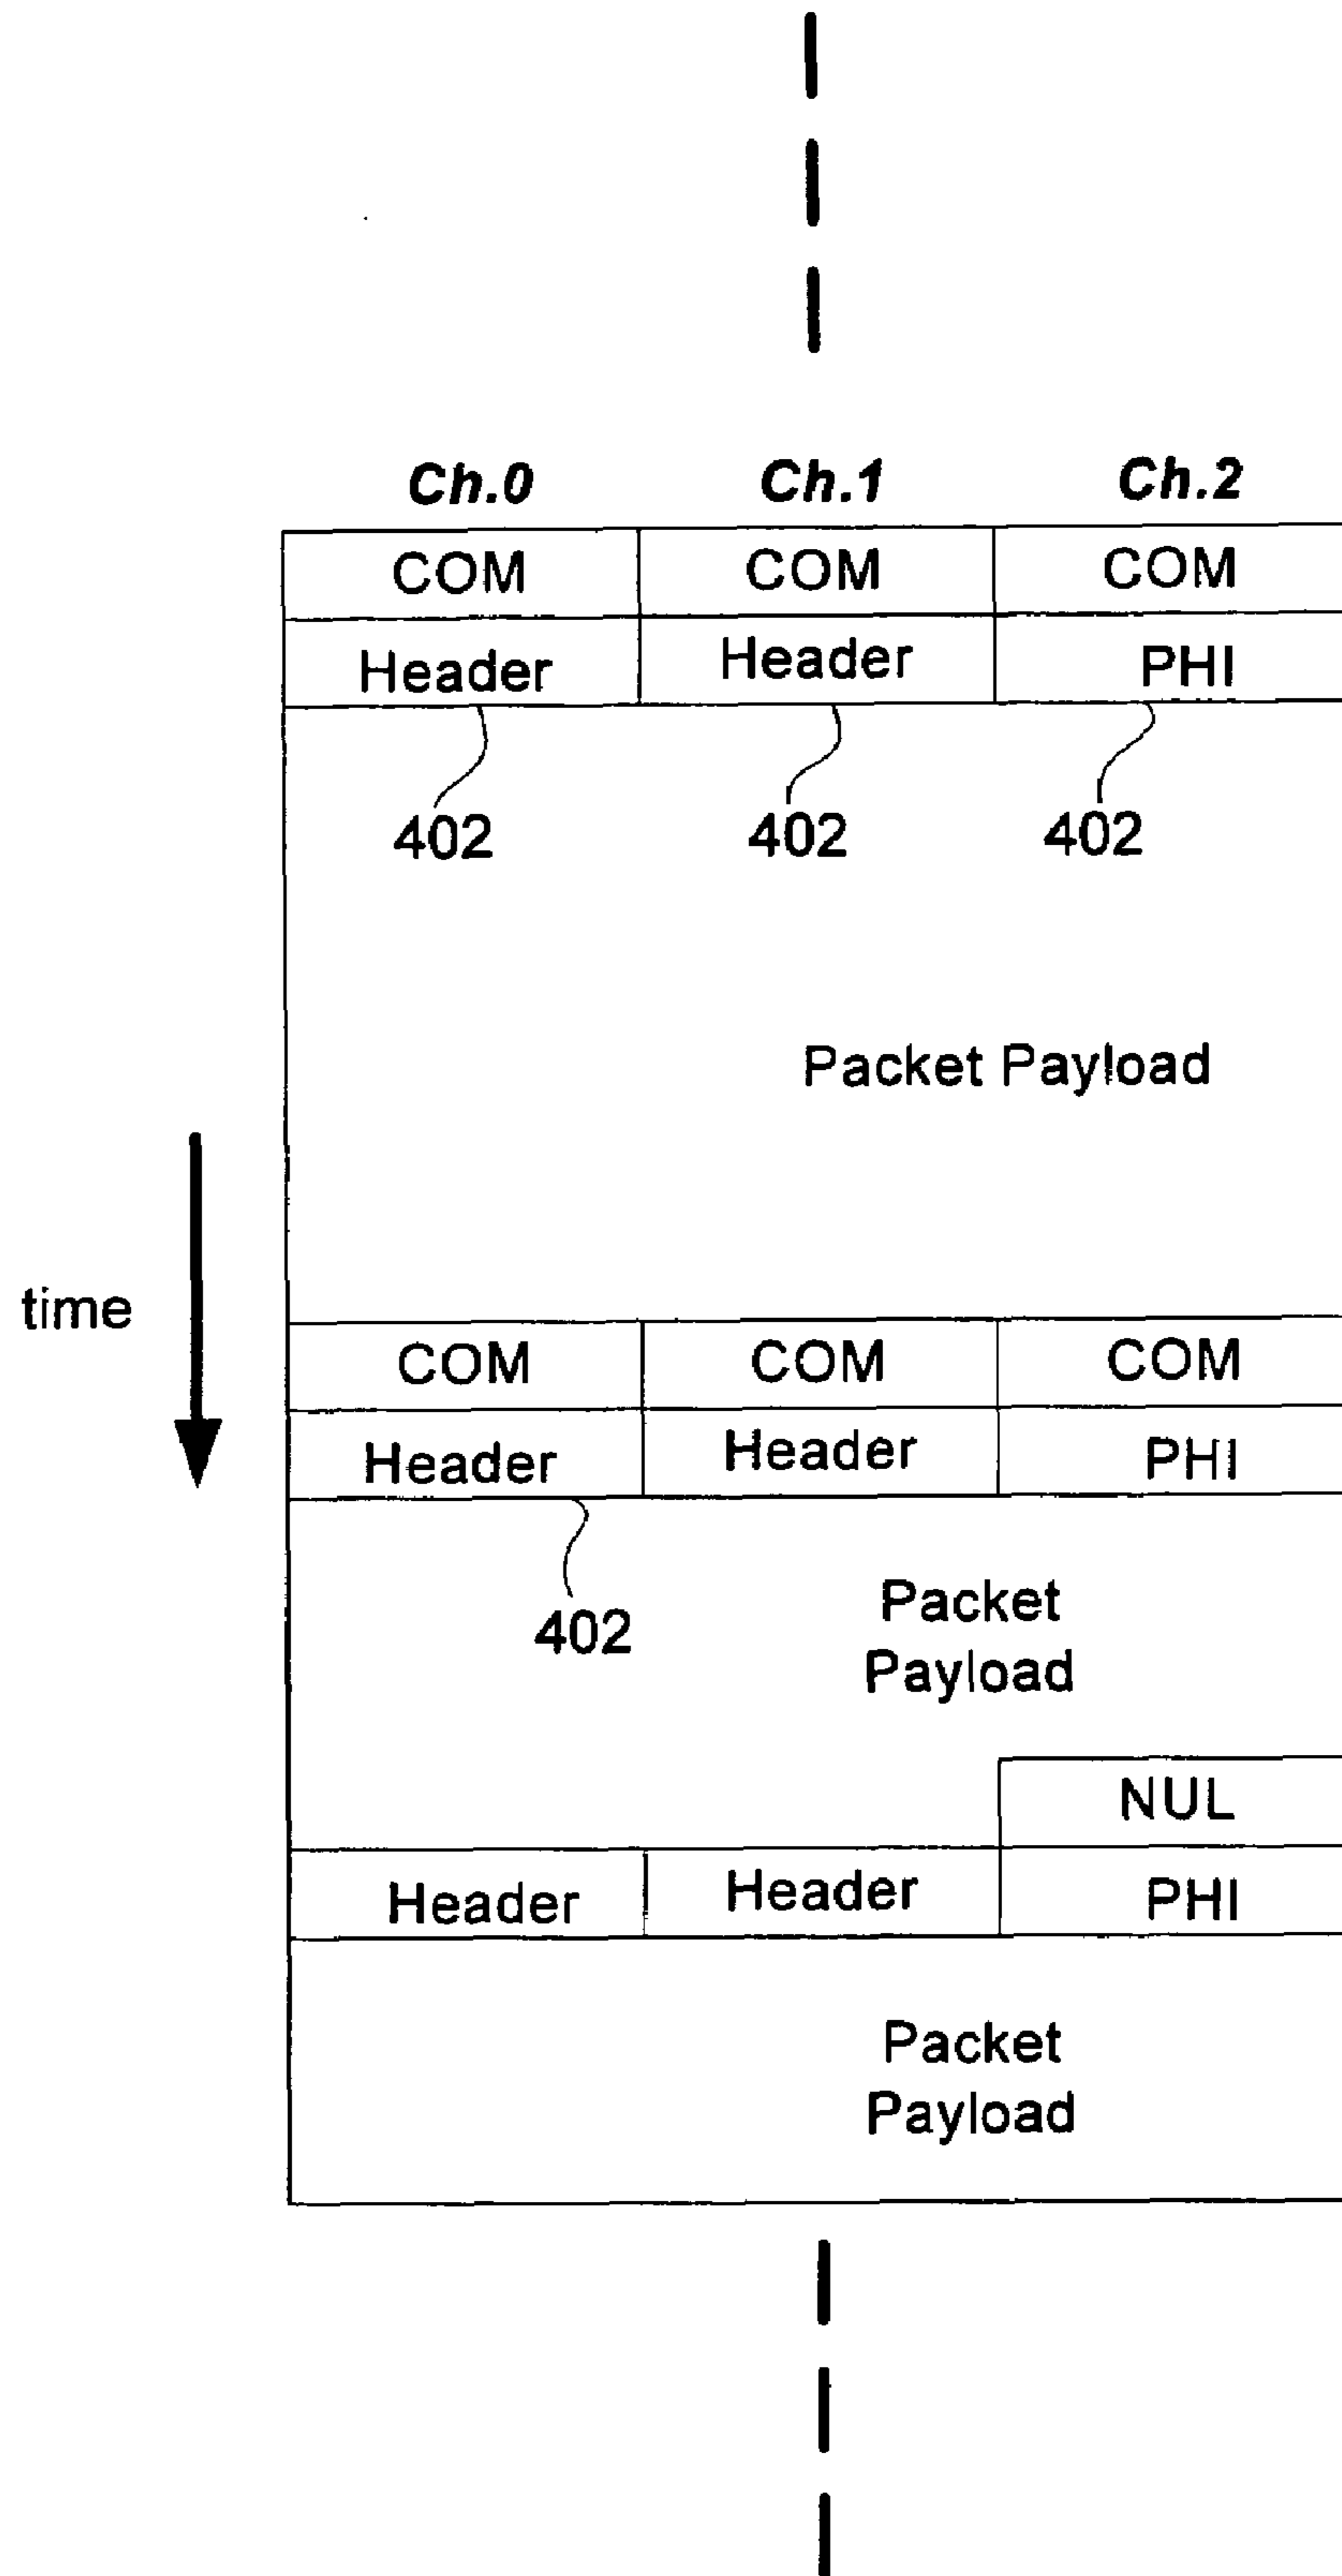 Ch.0 Ch.1 Ch.2
COM COM COM
Header Header PHI
402 402 402
Packet Payload
time
COM COM COM
Header Header PHI
402
Packet
Payload
NUL
Header Header PHI
Packet
Payload